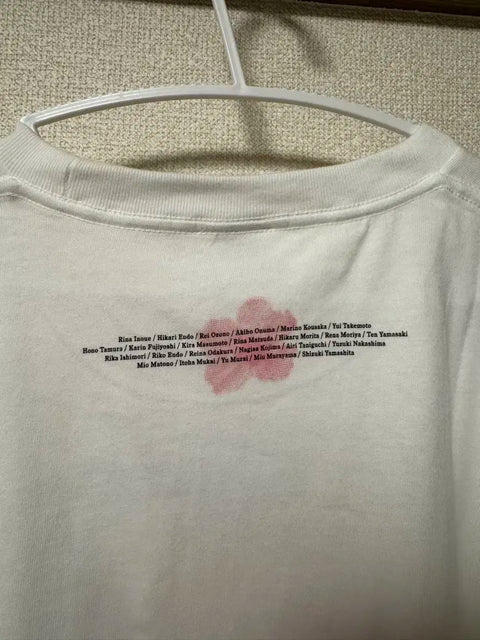 Rina Inoue / Hikari Endo / Rei Ozono / Akiho Onuma / Marino Kousaka / Yui Takemoto
Hono Tamura / Karin Fujiyoshi / Kira Masumoto / Rina Matsuda / Hikaru Morita / Rena Moriya / Ten Yamasaki
Rika Ishimori / Riko Endo / Reina Odakura / Nagisa Kojima / Airi Taniguchi / Yuzuki Nakashima
Mio Matono / Itoha Mukai / Yu Murai / Miu Murayama / Shizuki Yamashita